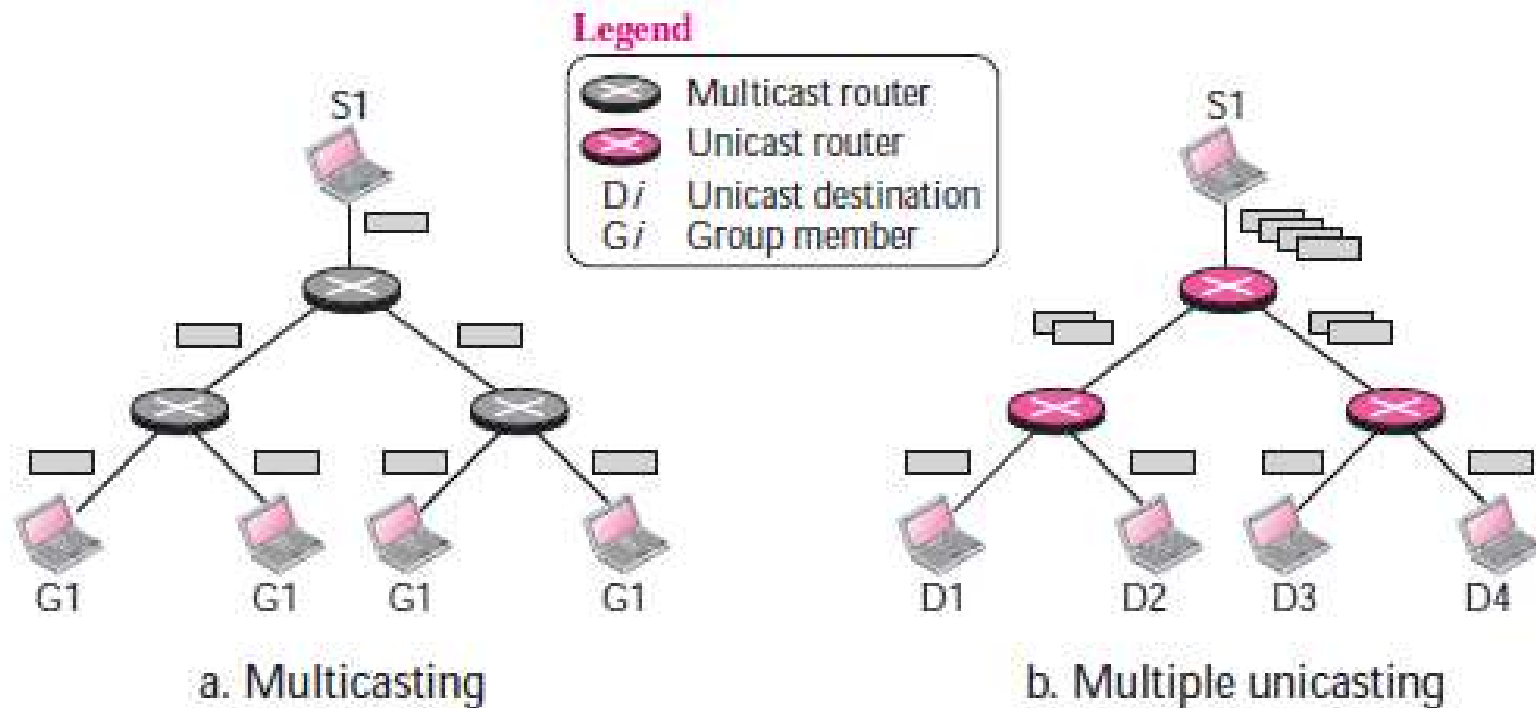 Legend
Multicast router
Unicast router
Di Unicast destination
Gi Group member
S1
G1 G1 G1 G1
a. Multicasting
S1
D1 D2 D3 D4
b. Multiple unicasting